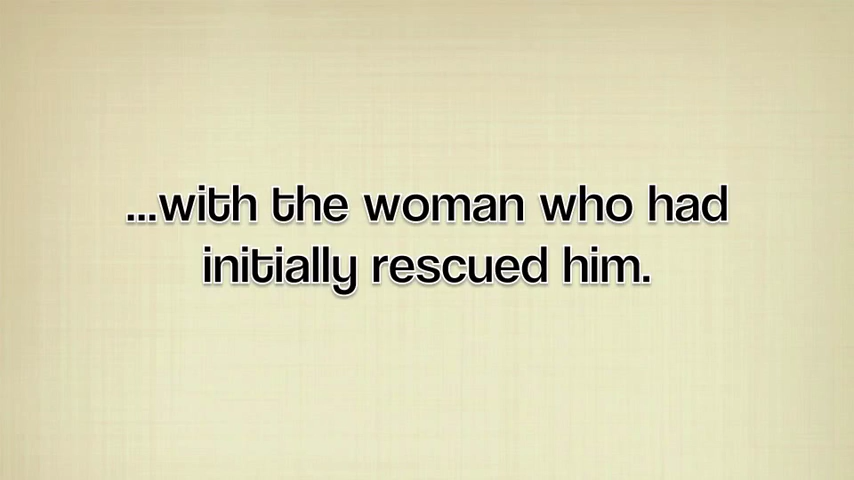 ...with the woman who had
initially rescued him.